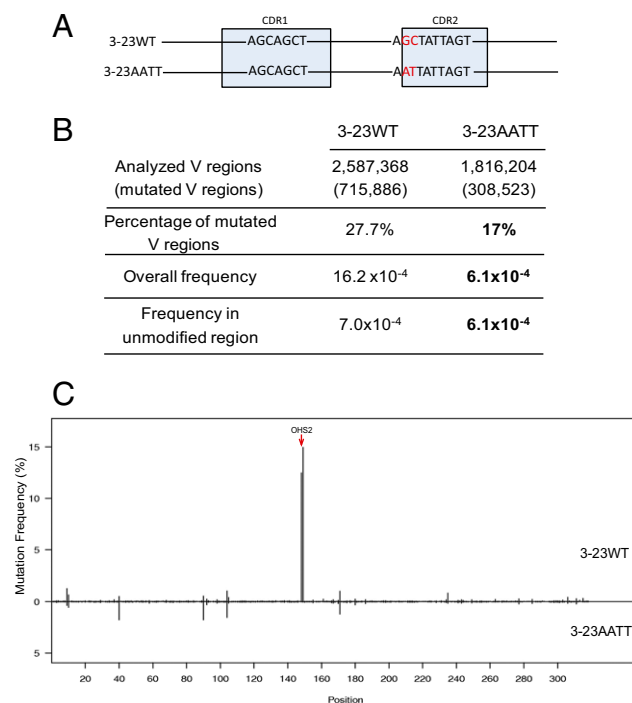 A
CDR1 CDR2
3-23WT AGCAGCT AGCTATTAGT
3-23AATT AGCAGCT AATTATTAGT
B
3-23WT 3-23AATT
Analyzed V regions 2,587,368 1,816,204
(mutated V regions) (715,886) (308,523)
Percentage of mutated
V regions 27.7% 17%
Overall frequency 16.2 x10⁻⁴ 6.1x10⁻⁴
Frequency in
unmodified region 7.0x10⁻⁴ 6.1x10⁻⁴
C
OHS2
Mutation Frequency (%)
15
10
5
0
5
3-23WT
3-23AATT
20 40 60 80 100 120 140 160 180 200 220 240 260 280 300
Position